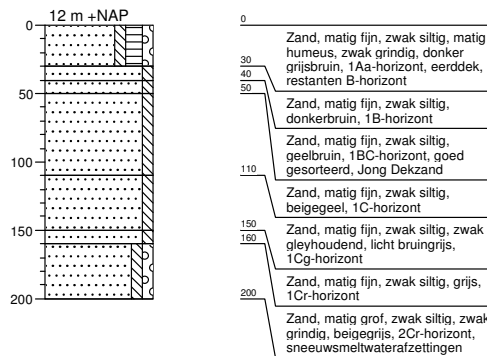 12 m +NAP
0
50
100
150
200
0
Zand, matig fijn, zwak siltig, matig
humeus, zwak grindig, donker
grijsbruin, 1Aa-horizont, eerddek,
restanten B-horizont
30
Zand, matig fijn, zwak siltig,
donkerbruin, 1B-horizont
40
Zand, matig fijn, zwak siltig,
geelbruin, 1BC-horizont, goed
gesorteerd, Jong Dekzand
50
Zand, matig fijn, zwak siltig,
beigegeel, 1C-horizont
110
Zand, matig fijn, zwak siltig, zwak
gleyhoudend, licht bruingrijs,
1Cg-horizont
150
Zand, matig fijn, zwak siltig, grijs,
1Cr-horizont
160
Zand, matig grof, zwak siltig, zwak
grindig, beigegrijs, 2Cr-horizont,
sneeuwsmeltwaterafzettingen
200